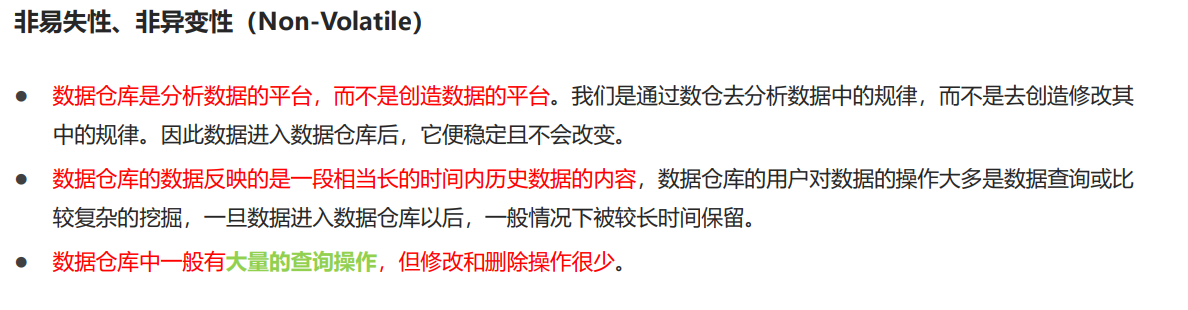 非易失性、非异变性（Non-Volatile）
● 数据仓库是分析数据的平台，而不是创造数据的平台。我们是通过数仓去分析数据中的规律，而不是去创造修改其
中的规律。因此数据进入数据仓库后，它便稳定且不会改变。
● 数据仓库的数据反映的是一段相当长的时间内历史数据的内容，数据仓库的用户对数据的操作大多是数据查询或比
较复杂的挖掘，一旦数据进入数据仓库以后，一般情况下被较长时间保留。
● 数据仓库中一般有大量的查询操作，但修改和删除操作很少。